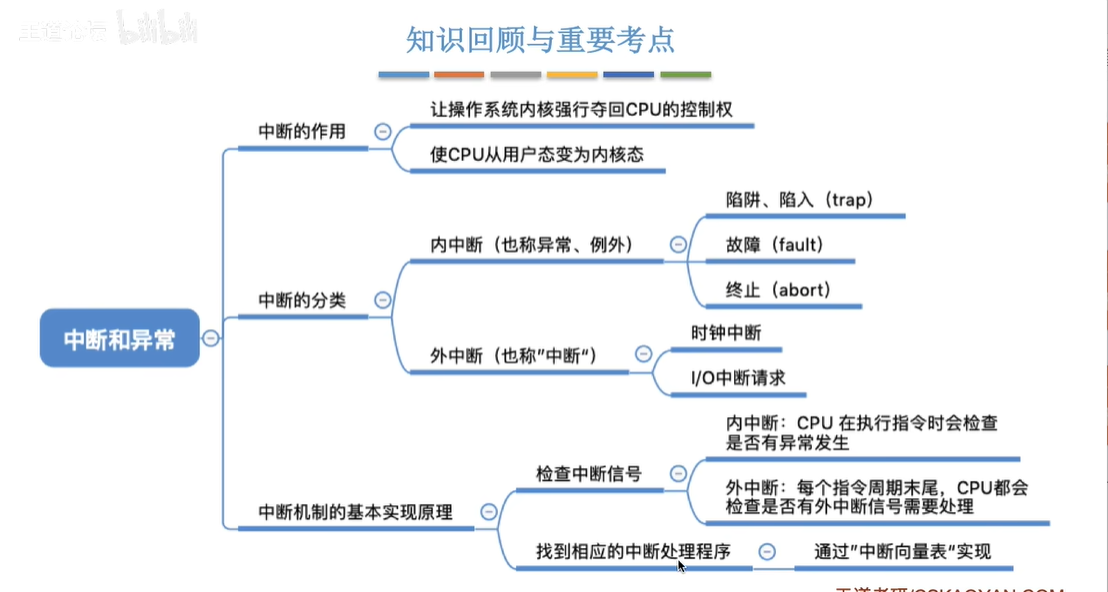 王道论坛 bilibili
知识回顾与重要考点
让操作系统内核强行夺回CPU的控制权
中断的作用
使CPU从用户态变为内核态
陷阱、陷入（trap）
内中断（也称异常、例外）
故障（fault）
终止（abort）
中断的分类
时钟中断
外中断（也称”中断“）
I/O中断请求
中断和异常
内中断：CPU 在执行指令时会检查
是否有异常发生
检查中断信号
外中断：每个指令周期末尾，CPU都会
检查是否有外中断信号需要处理
中断机制的基本实现原理
找到相应的中断处理程序
通过”中断向量表“实现
王道考研/CSKAOYAN.COM